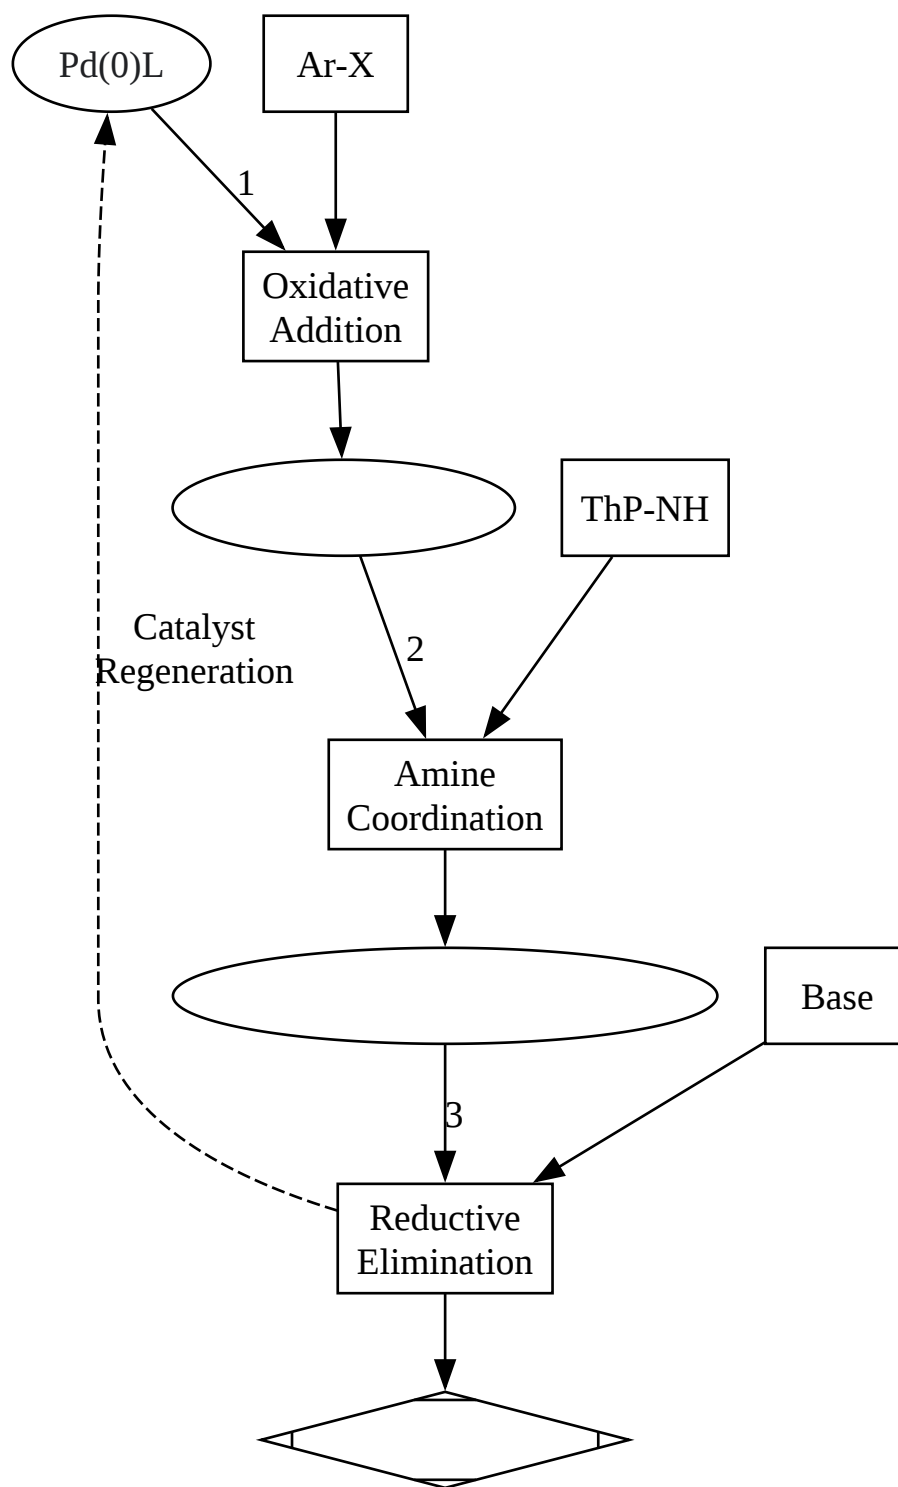 Pd(0)L
Ar-X
1
Oxidative
Addition
ThP-NH
Catalyst
Regeneration
2
Amine
Coordination
Base
3
Reductive
Elimination